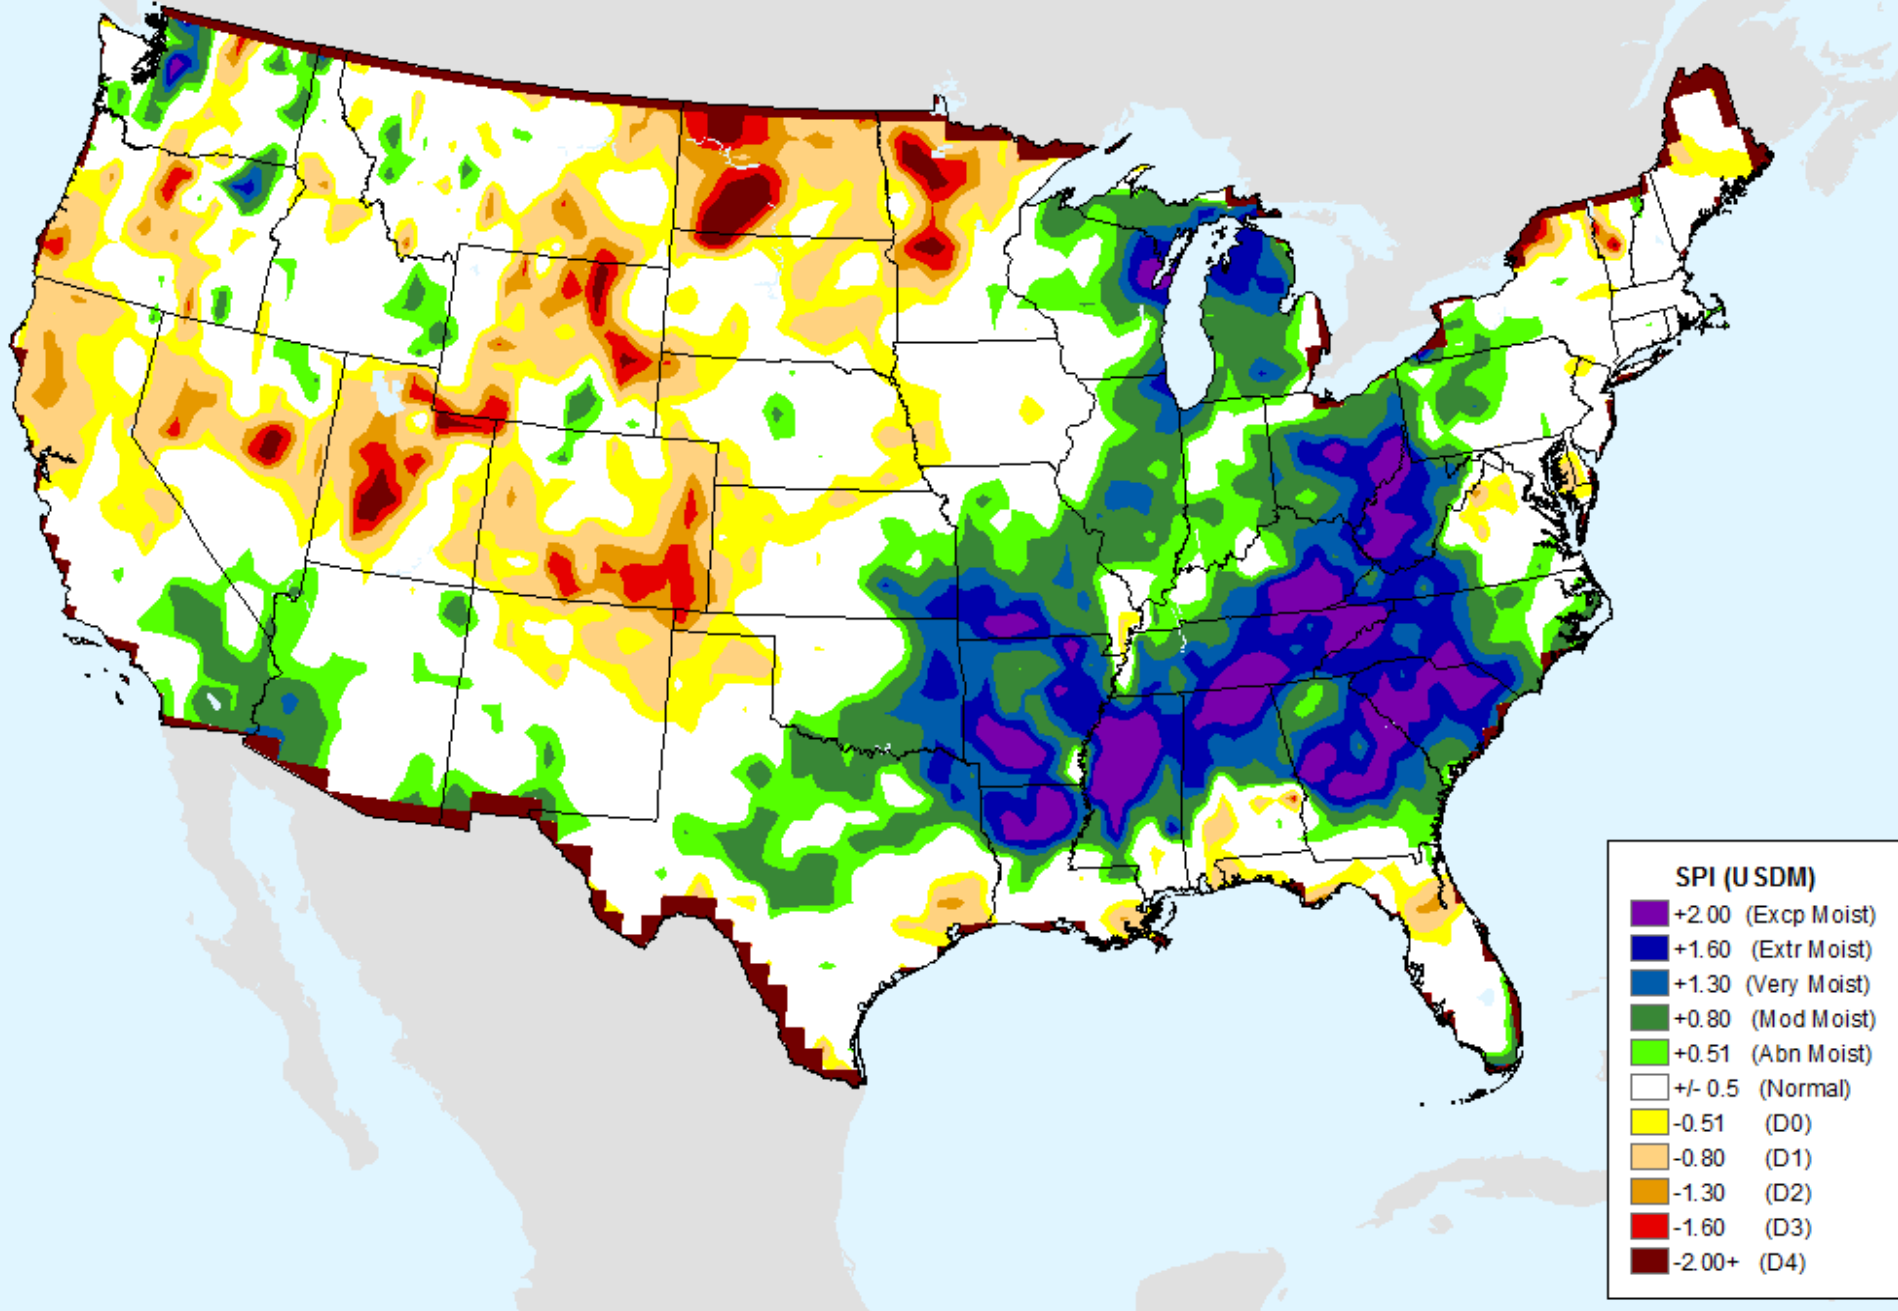 SPI (USDM)
+2.00 (Excp Moist)
+1.60 (Extr Moist)
+1.30 (Very Moist)
+0.80 (Mod Moist)
+0.51 (Abn Moist)
+/- 0.5 (Normal)
-0.51 (D0)
-0.80 (D1)
-1.30 (D2)
-1.60 (D3)
-2.00+ (D4)